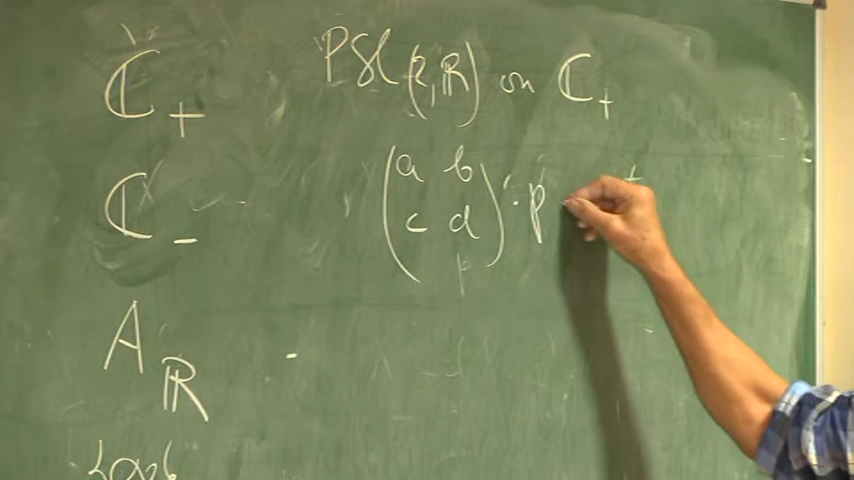 ℂ₊
PSL(2,ℝ) on ℂ₊
ℂ₋
(a b
c d) · p
A_ℝ